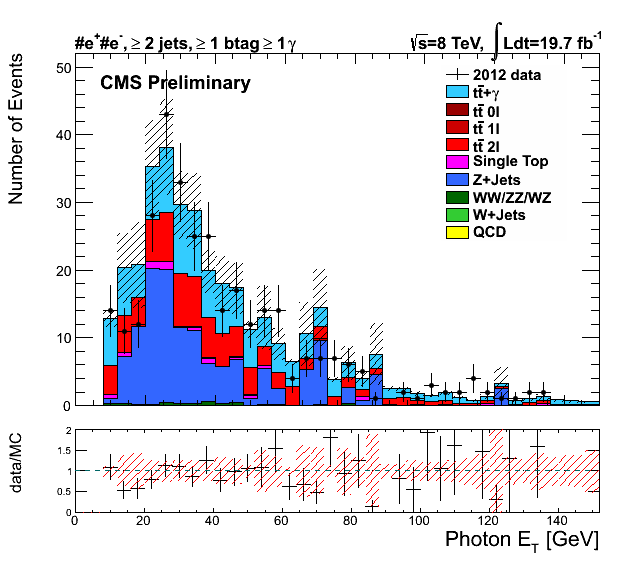 #e⁺#e⁻, ≥ 2 jets, ≥ 1 btag ≥ 1γ
√s=8 TeV, ∫Ldt=19.7 fb⁻¹
CMS Preliminary
2012 data
tt̄+γ
tt̄ 0l
tt̄ 1l
tt̄ 2l
Single Top
Z+Jets
WW/ZZ/WZ
W+Jets
QCD
Number of Events
50
40
30
20
10
0
data/MC
2
1.5
1
0.5
0
0 20 40 60 80 100 120 140
Photon E_T [GeV]